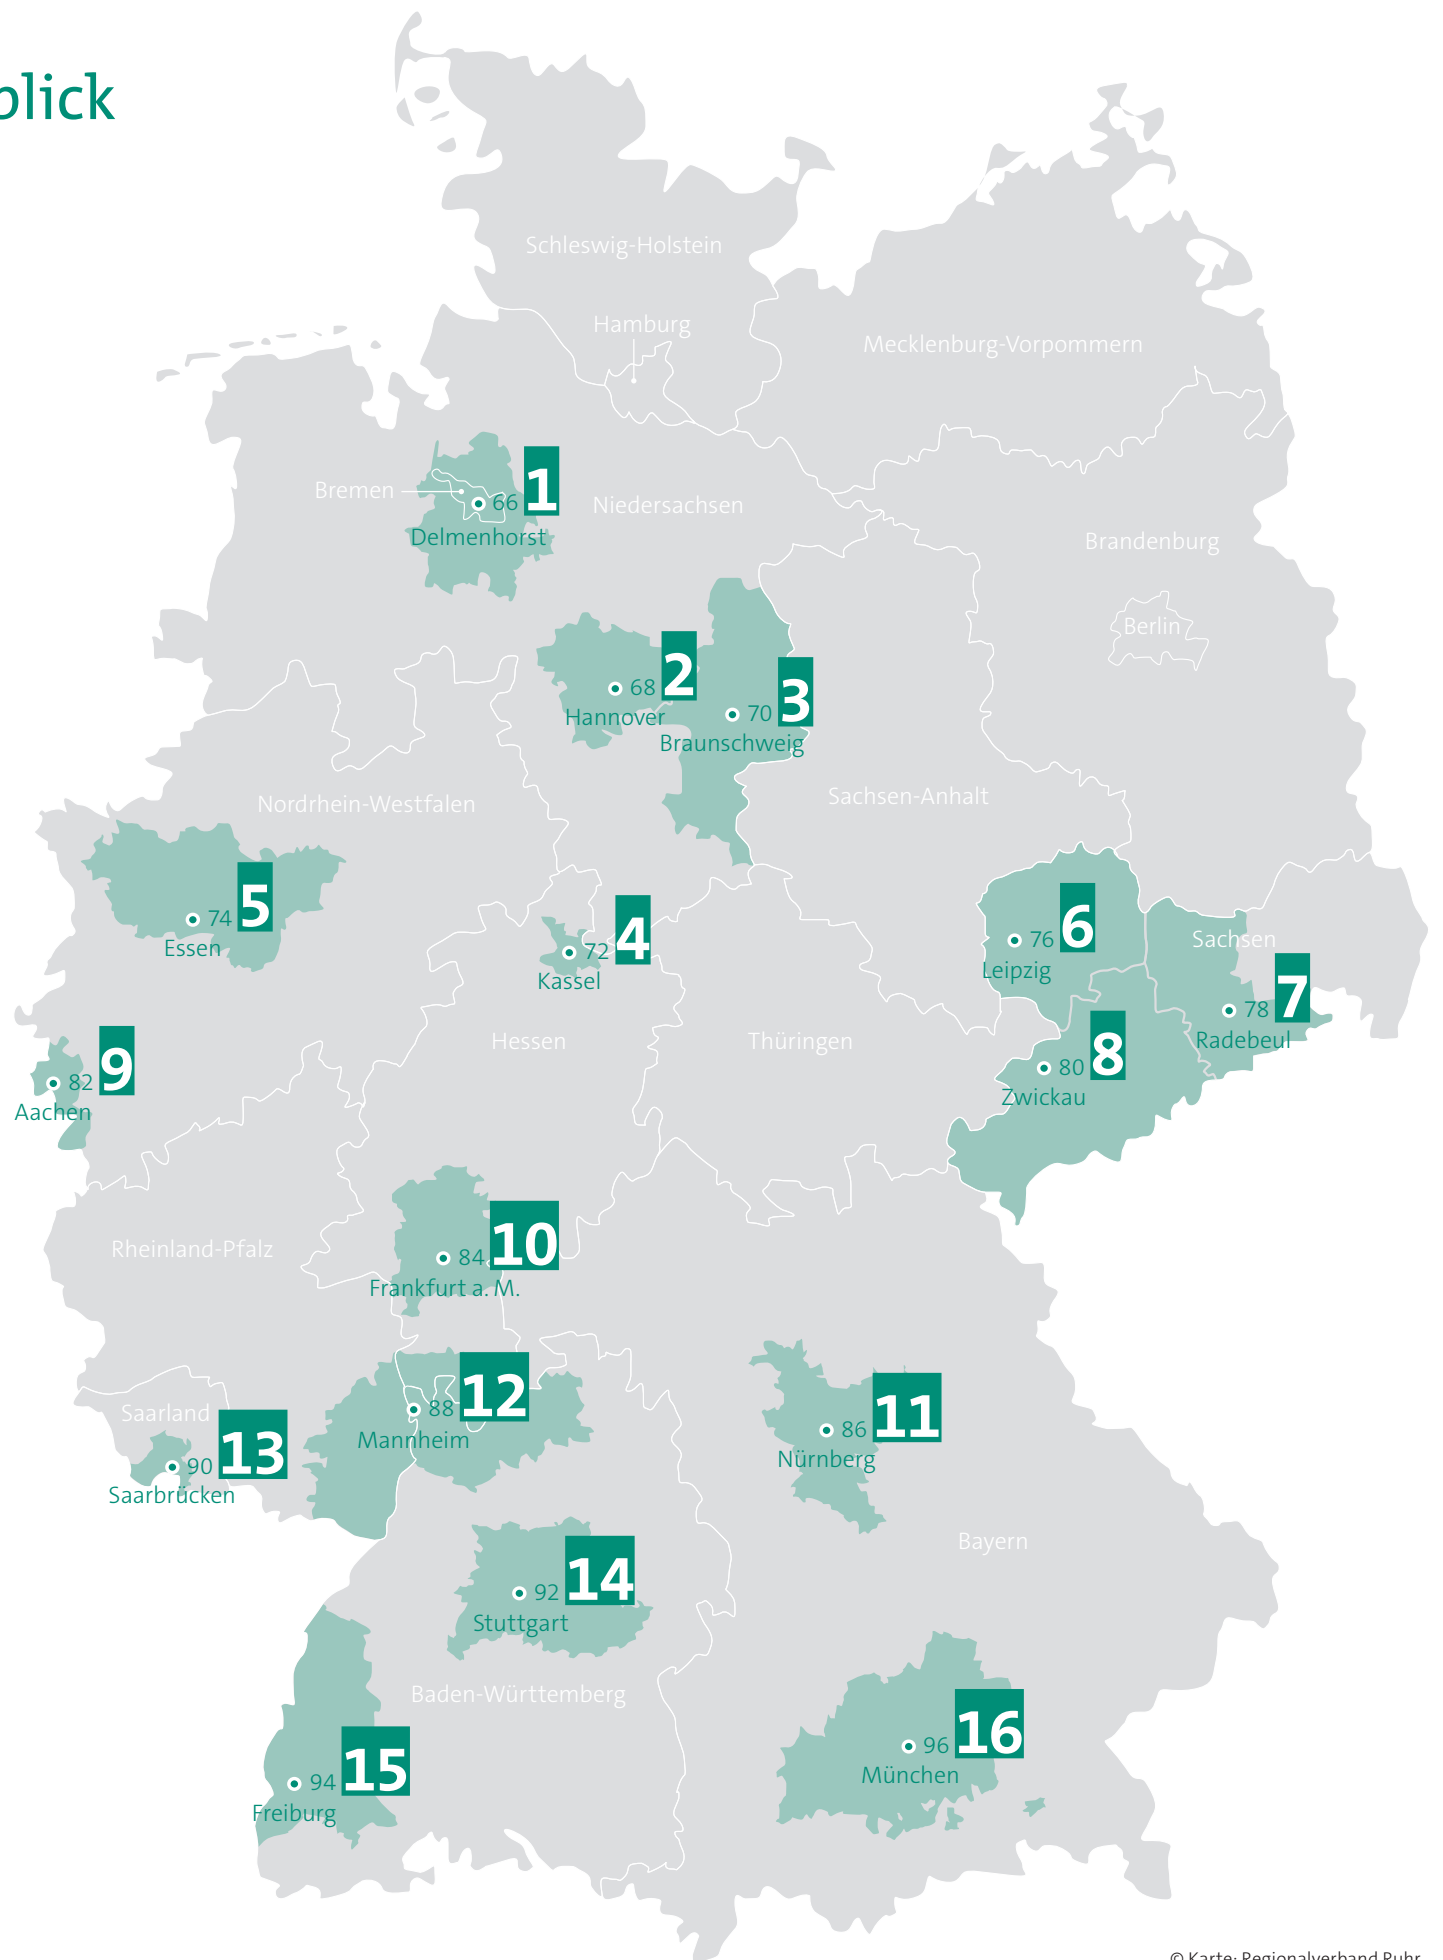 blick
Schleswig-Holstein
Hamburg
Mecklenburg-Vorpommern
Bremen
66 1
Delmenhorst
Niedersachsen
Brandenburg
Berlin
68 2
Hannover
70 3
Braunschweig
Nordrhein-Westfalen
Sachsen-Anhalt
74 5
Essen
72 4
Kassel
76 6
Leipzig
Sachsen
78 7
Radebeul
Hessen
Thüringen
80 8
Zwickau
82 9
Aachen
Rheinland-Pfalz
84 10
Frankfurt a. M.
88 12
Mannheim
86 11
Nürnberg
Saarland
90 13
Saarbrücken
Bayern
92 14
Stuttgart
Baden-Württemberg
96 16
München
94 15
Freiburg
© Karte: Regionalverband Ruhr